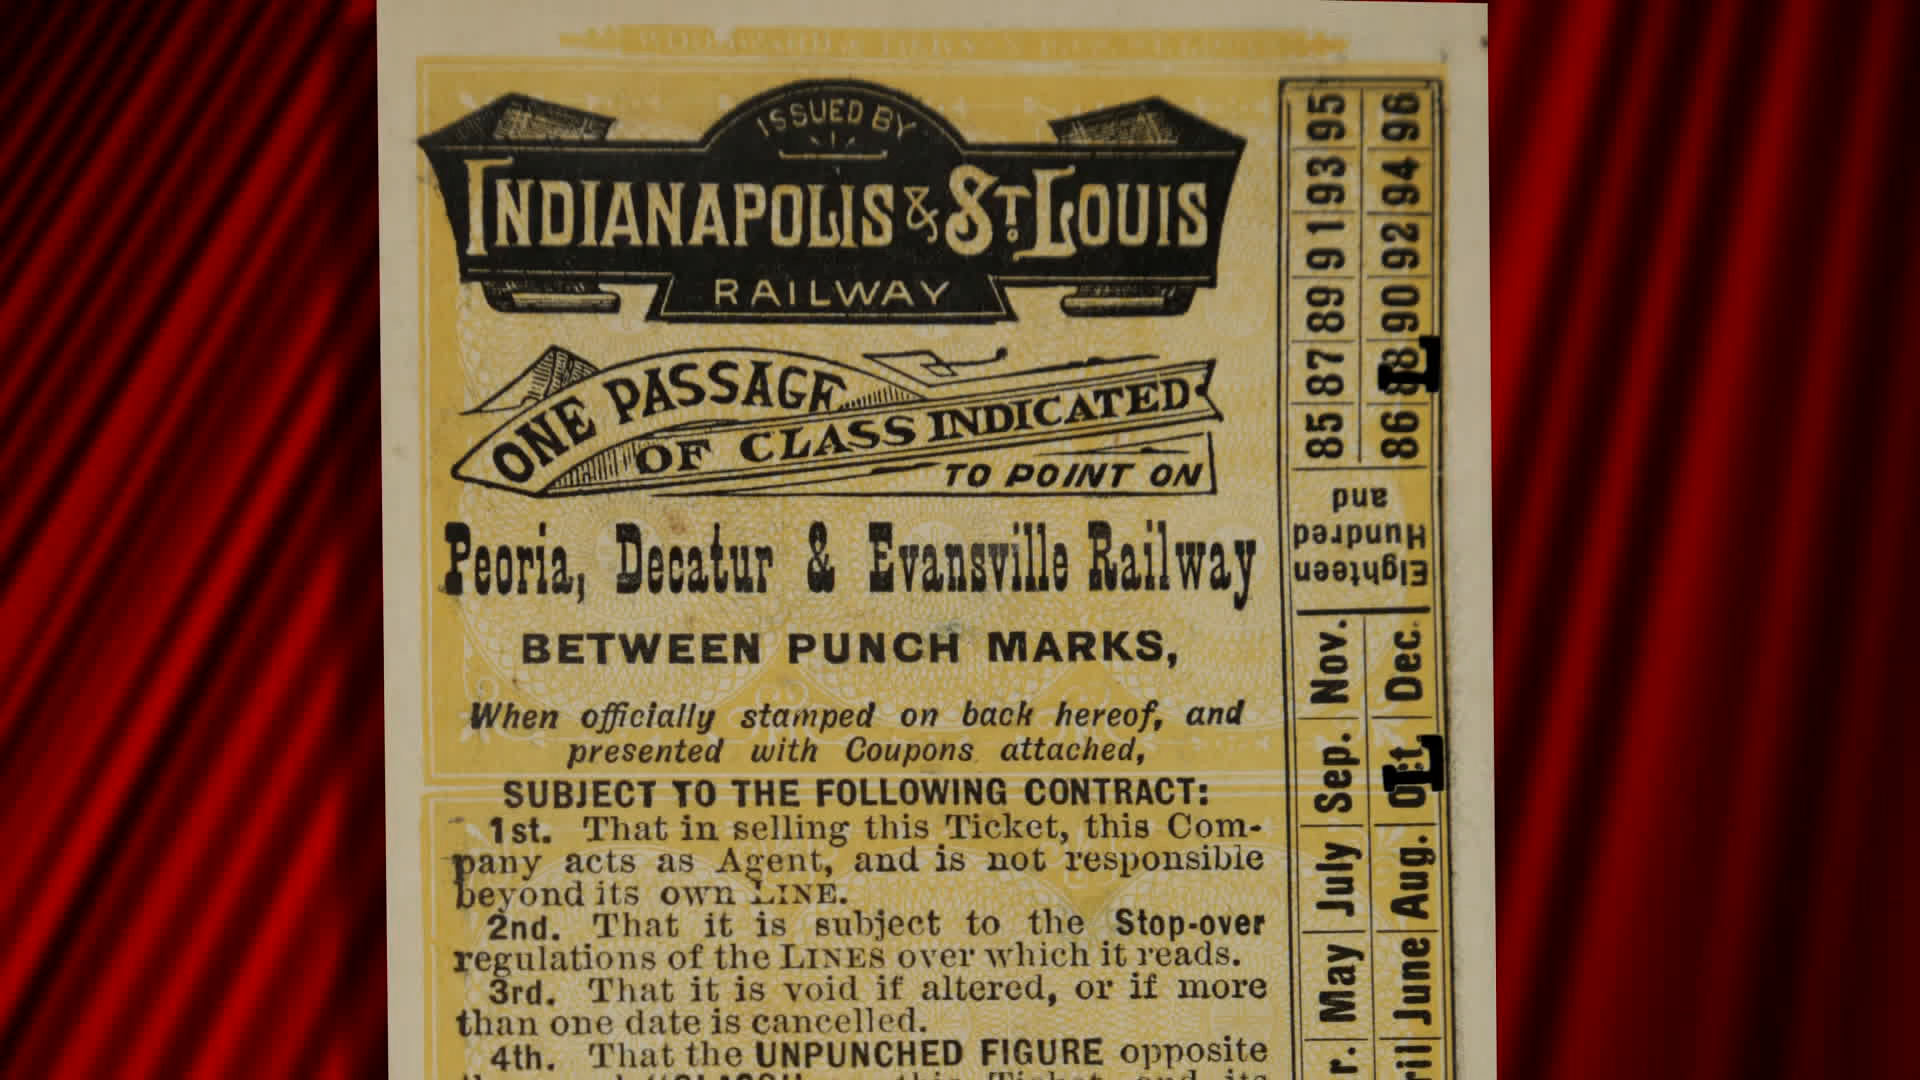 ISSUED BY
INDIANAPOLIS & ST. LOUIS
RAILWAY
ONE PASSAGE
OF CLASS INDICATED
TO POINT ON
Peoria, Decatur & Evansville Railway
BETWEEN PUNCH MARKS,
When officially stamped on back hereof, and
presented with Coupons attached,
SUBJECT TO THE FOLLOWING CONTRACT:
1st. That in selling this Ticket, this Com-
pany acts as Agent, and is not responsible
beyond its own LINE.
2nd. That it is subject to the Stop-over
regulations of the LINES over which it reads.
3rd. That it is void if altered, or if more
than one date is cancelled.
4th. That the UNPUNCHED FIGURE opposite
85 87 89 91 93 95
86 88 90 92 94 96
Eighteen
Hundred
and
May July Sep. Nov.
June Aug. Oct. Dec.